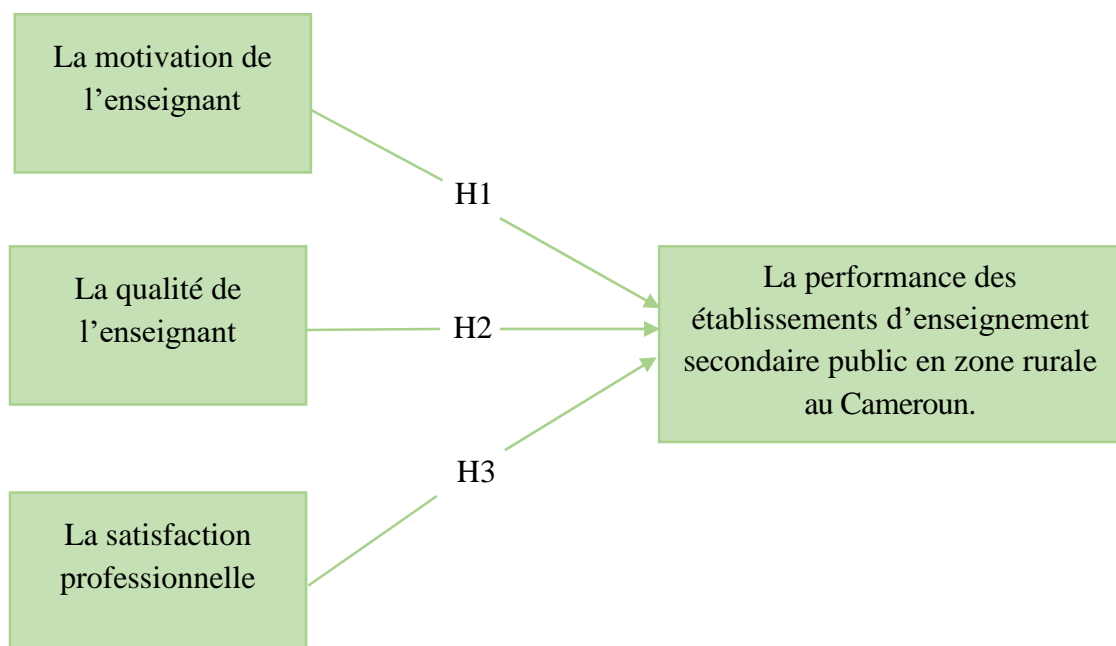 La motivation de
l’enseignant
H1
La qualité de
l’enseignant
H2
La performance des
établissements d’enseignement
secondaire public en zone rurale
au Cameroun.
H3
La satisfaction
professionnelle